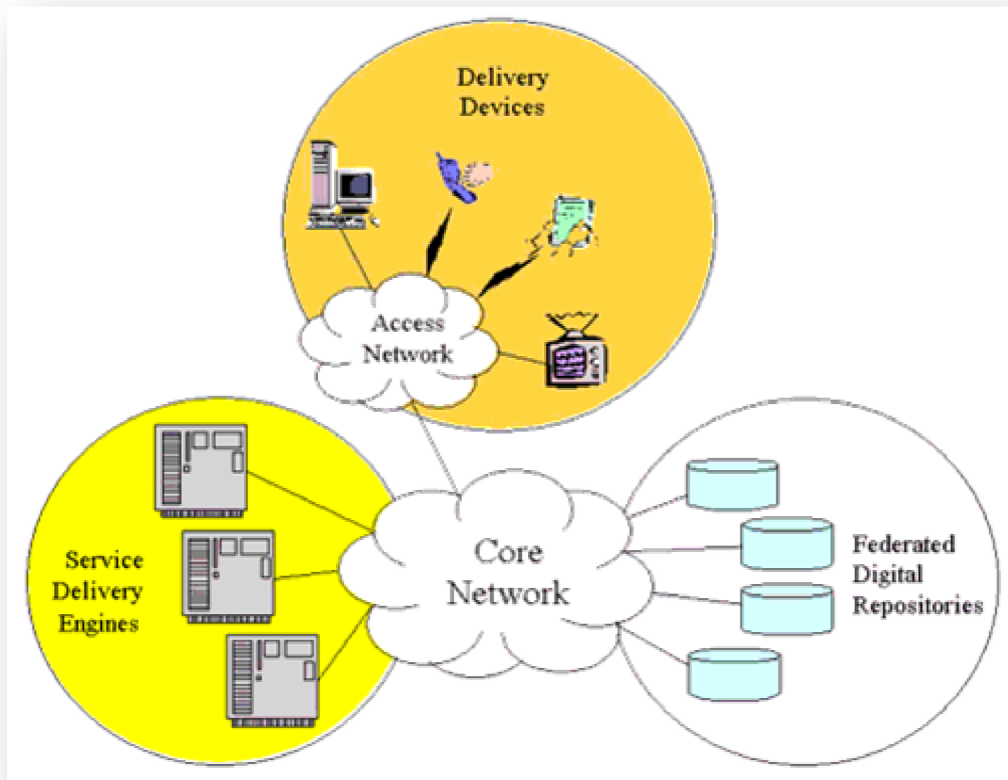 Delivery
Devices
Access
Network
Service
Delivery
Engines
Core
Network
Federated
Digital
Repositories